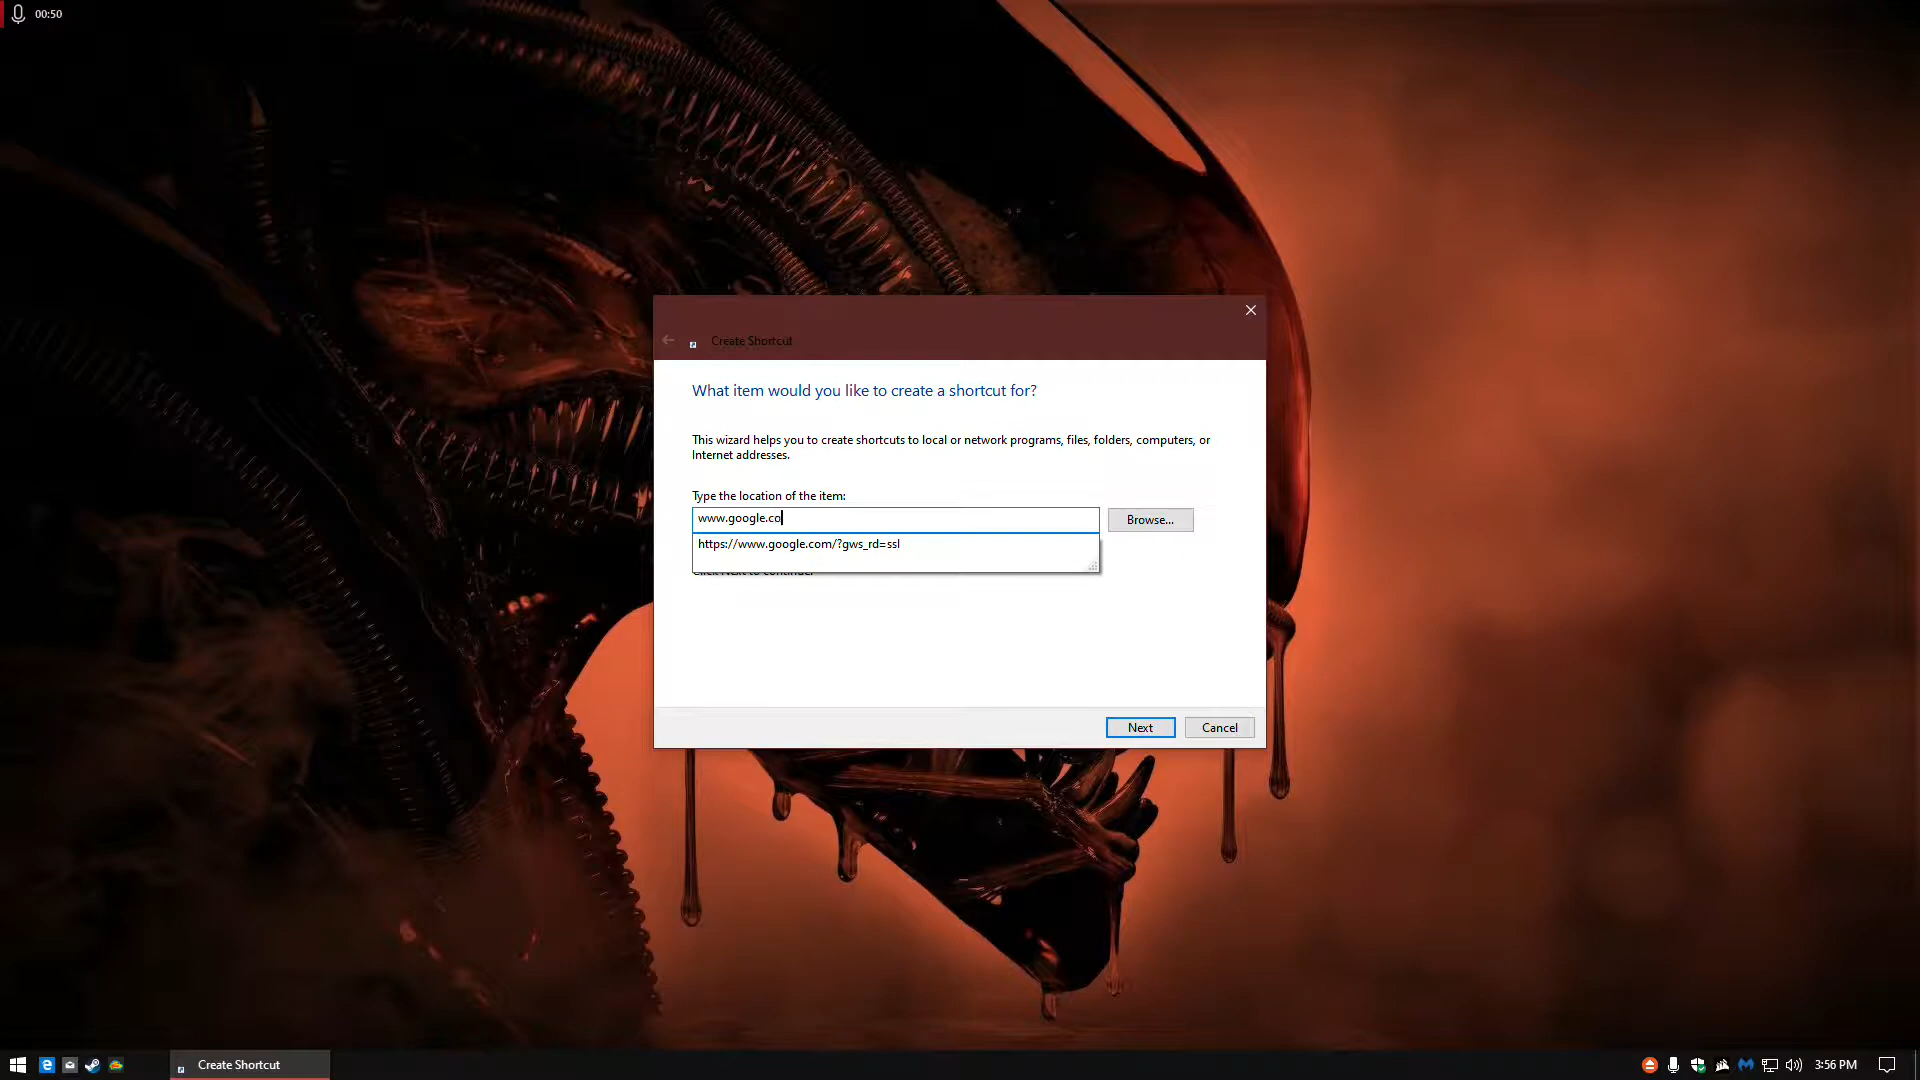 00:50
Create Shortcut
What item would you like to create a shortcut for?
This wizard helps you to create shortcuts to local or network programs, files, folders, computers, or
Internet addresses.
Type the location of the item:
www.google.co
Browse...
https://www.google.com/?gws_rd=ssl
Click Next to continue.
Next
Cancel
Create Shortcut
3:56 PM